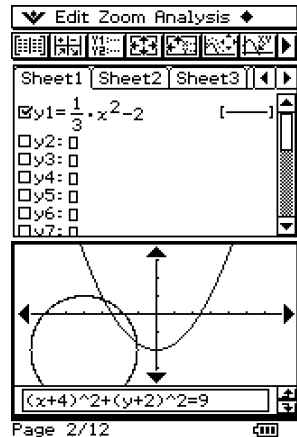 Edit Zoom Analysis ◆
Sheet1 Sheet2 Sheet3
y1=1/3·x^2-2 [—]
y2:
y3:
y4:
y5:
y6:
y7:
(x+4)^2+(y+2)^2=9
Page 2/12